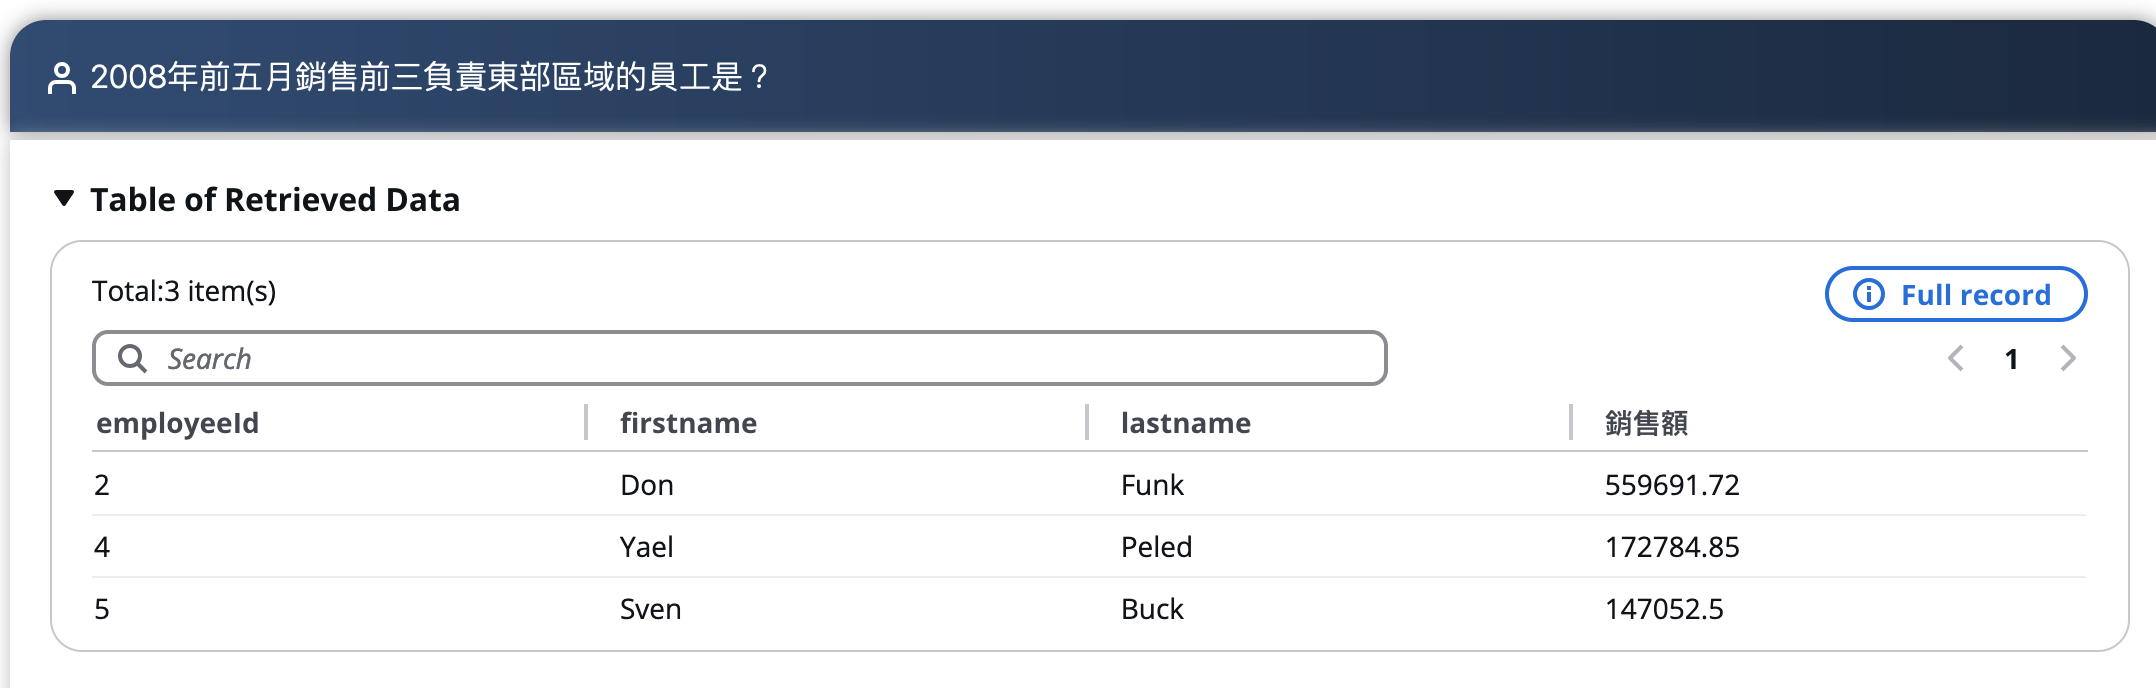 2008年前五月銷售前三負責東部區域的員工是？
Table of Retrieved Data
Total:3 item(s)
Full record
Search
1
employeeId firstname lastname 銷售額
2 Don Funk 559691.72
4 Yael Peled 172784.85
5 Sven Buck 147052.5